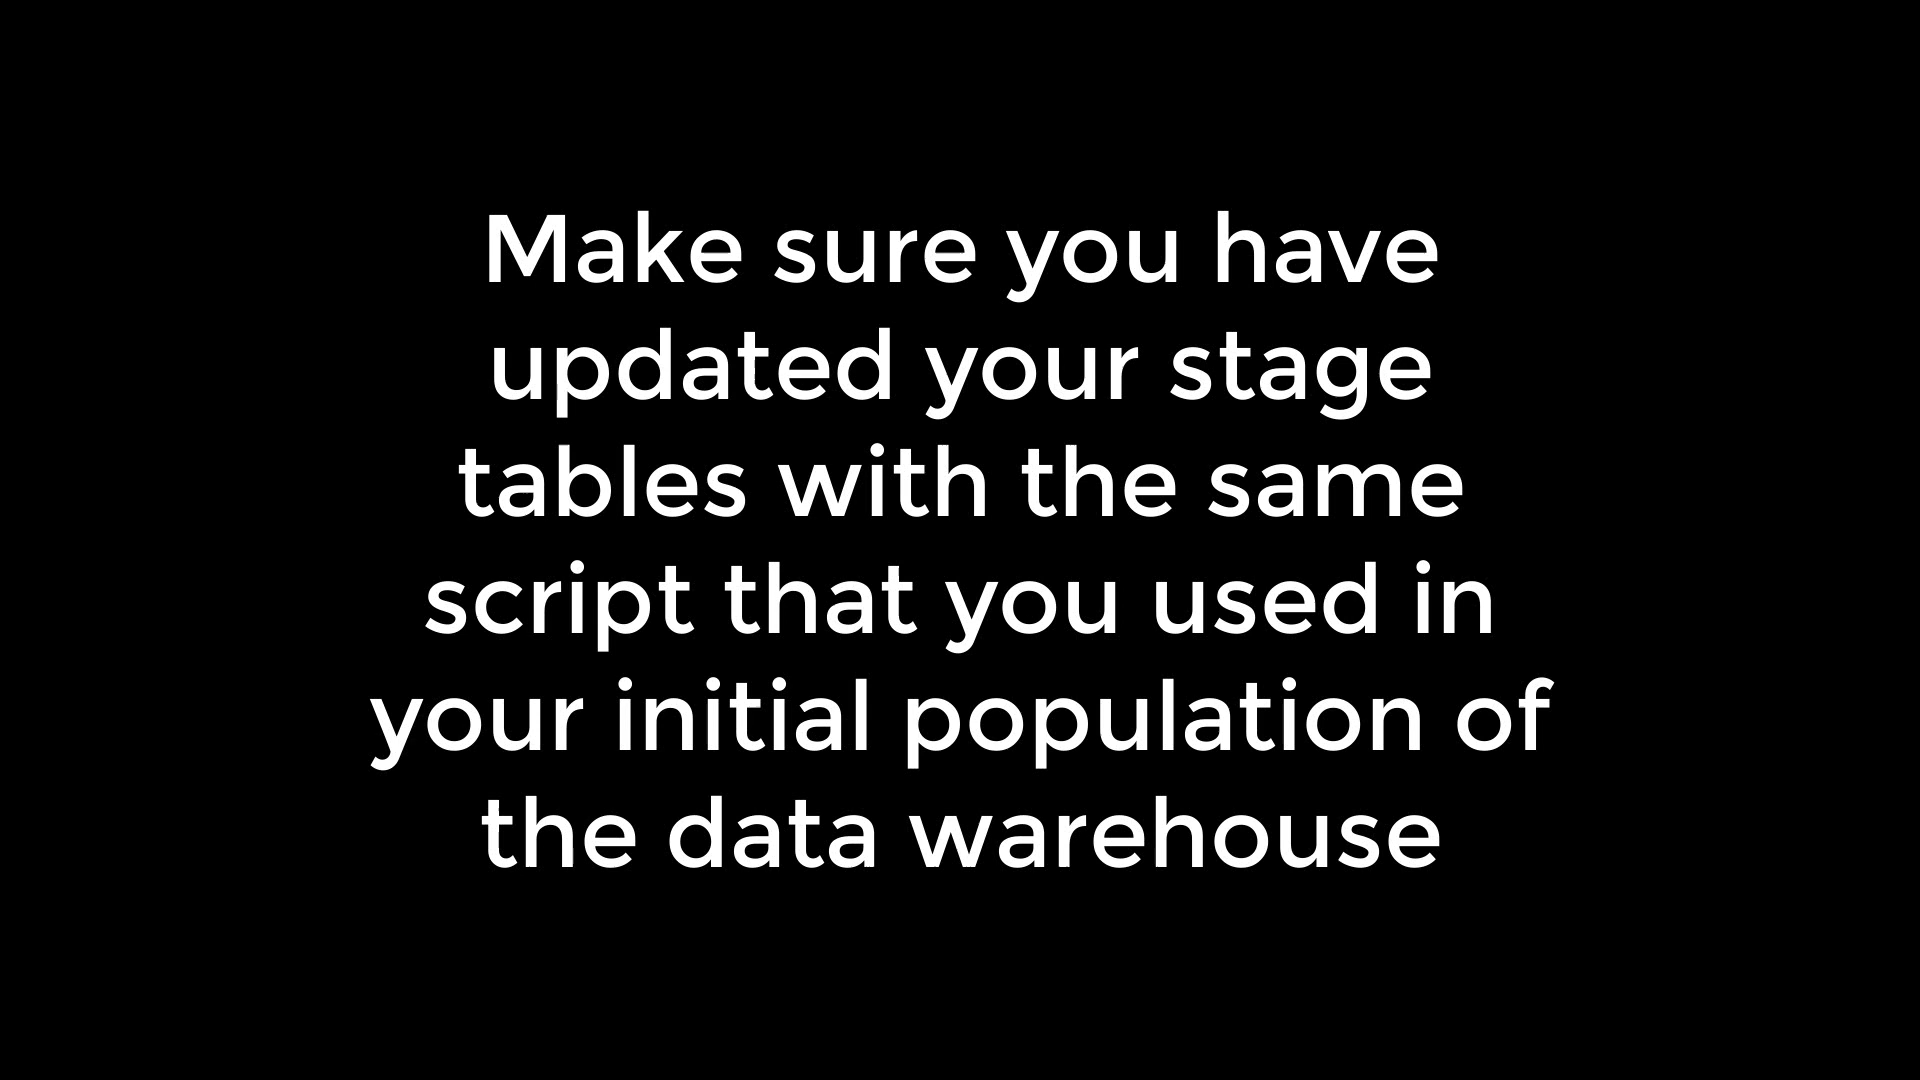 Make sure you have
updated your stage
tables with the same
script that you used in
your initial population of
the data warehouse